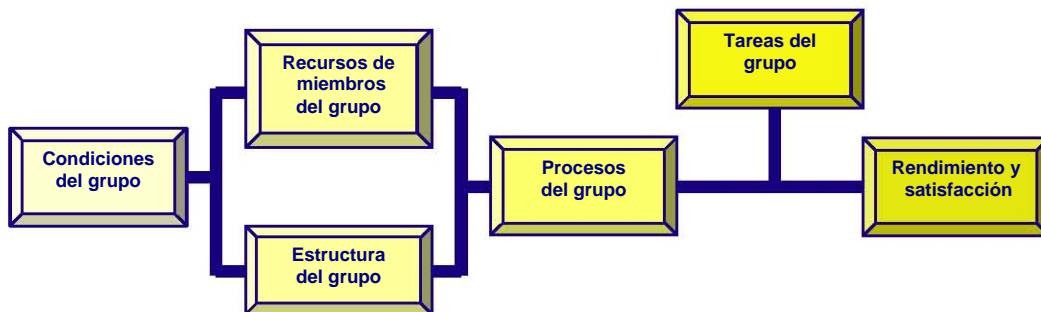 Condiciones
del grupo
Recursos de
miembros
del grupo
Estructura
del grupo
Procesos
del grupo
Tareas del
grupo
Rendimiento y
satisfacción